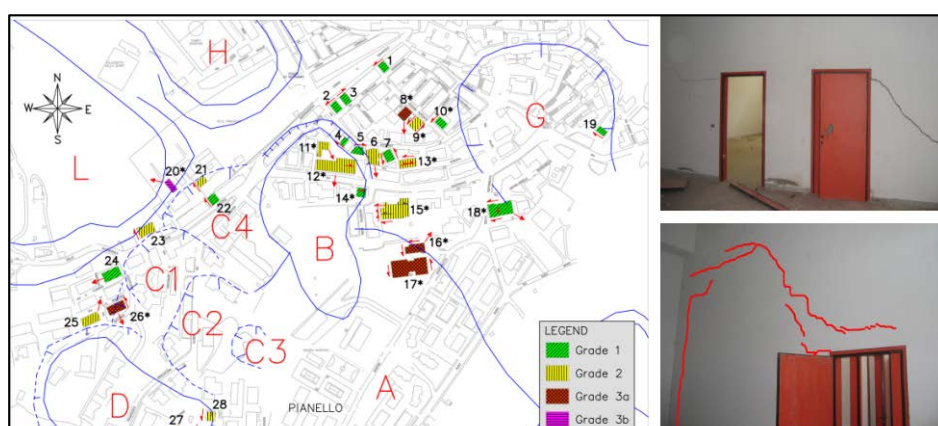 H
1
2
3
8*
9*
10*
G
19
N
W
E
S
4
5
6
7
11*
12*
13*
14*
L
20*
21
22
C4
15*
18*
B
23
16*
17*
24
C1
25
26*
C2
C3
D
27
28
PIANELLO
A
LEGEND
Grade 1
Grade 2
Grade 3a
Grade 3b